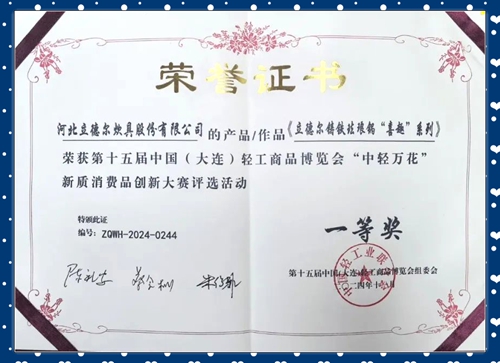 荣誉证书
河北立德尔炊具股份有限公司 的产品/作品《立德尔铸铁珐琅锅“喜趣”系列》
荣获第十五届中国（大连）轻工商品博览会“中轻万花”
新质消费品创新大赛评选活动
特颁此证
编号：ZQWH-2024-0244
一等奖
第十五届中国(大连)轻工商品博览会组委会